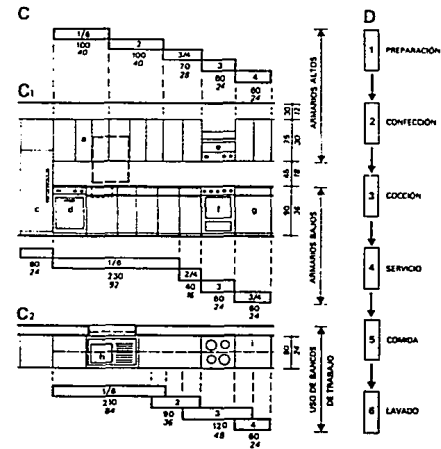 C
1/6
100
40
2
100
40
3/4
70
28
3
60
24
4
60
24
C1
30
12
75
30
45
18
90
36
ARMARIOS ALTOS
ARMARIOS BAJOS
a
e
c
d
f
g
60
24
1/6
230
92
2/4
40
16
3
60
24
3/4
60
24
C2
h
60
24
USO DE BANCOS
DE TRABAJO
1/6
210
84
2
90
36
3
120
48
4
60
24
D
1 PREPARACIÓN
2 CONFECCIÓN
3 COCCIÓN
4 SERVICIO
5 COMIDA
6 LAVADO